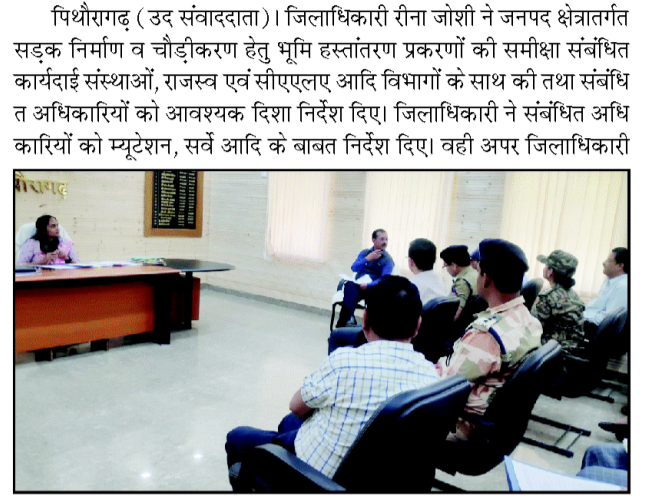 पिथौरागढ़ (उद संवाददाता)। जिलाधिकारी रीना जोशी ने जनपद क्षेत्रातर्गत
सड़क निर्माण व चौड़ीकरण हेतु भूमि हस्तांतरण प्रकरणों की समीक्षा संबंधित
कार्यदाई संस्थाओं, राजस्व एवं सीएएलए आदि विभागों के साथ की तथा संबंधि
त अधिकारियों को आवश्यक दिशा निर्देश दिए। जिलाधिकारी ने संबंधित अधि
कारियों को म्यूटेशन, सर्वे आदि के बाबत निर्देश दिए। वही अपर जिलाधिकारी